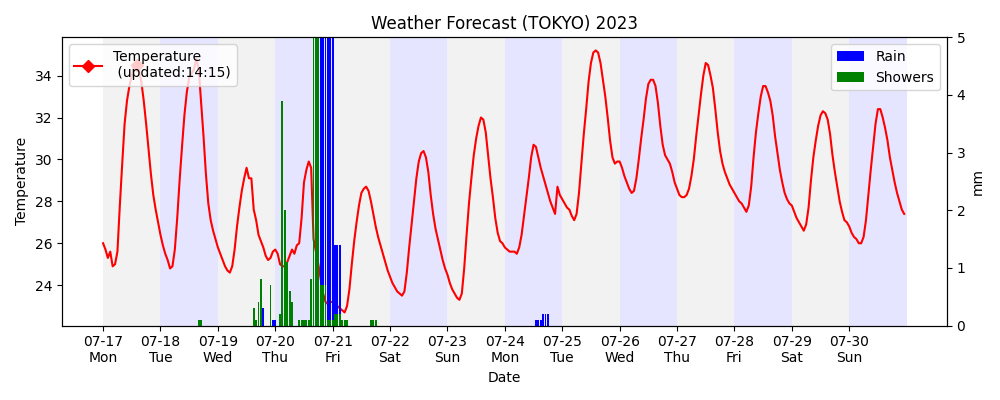 Weather Forecast (TOKYO) 2023
Temperature
(updated:14:15)
Rain
Showers
Temperature
34
32
30
28
26
24
5
4
3
2
1
0
mm
07-17 07-18 07-19 07-20 07-21 07-22 07-23 07-24 07-25 07-26 07-27 07-28 07-29 07-30
Mon Tue Wed Thu Fri Sat Sun Mon Tue Wed Thu Fri Sat Sun
Date